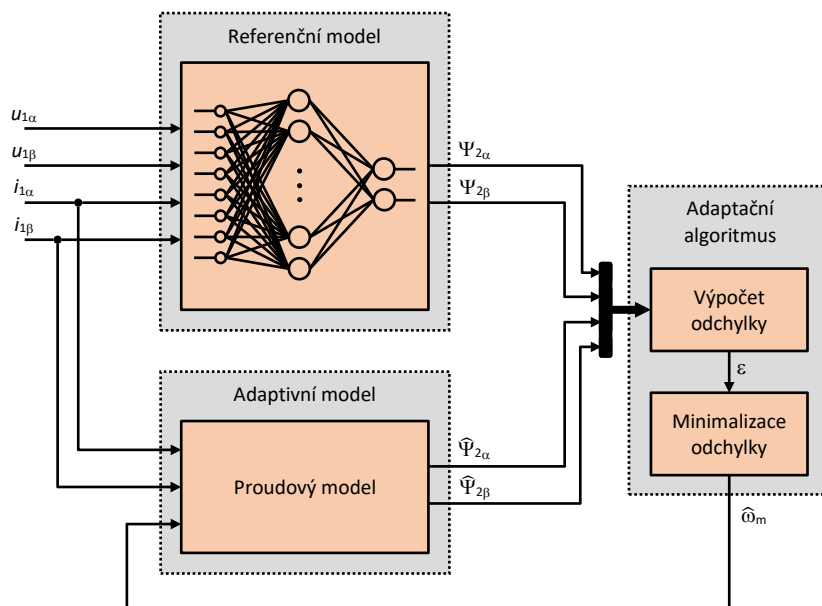 Referenční model
u1α
u1β
i1α
i1β
Ψ2α
Ψ2β
Adaptační
algoritmus
Výpočet
odchylky
ε
Minimalizace
odchylky
Adaptivní model
Proudový model
Ψ̂2α
Ψ̂2β
ω̂m